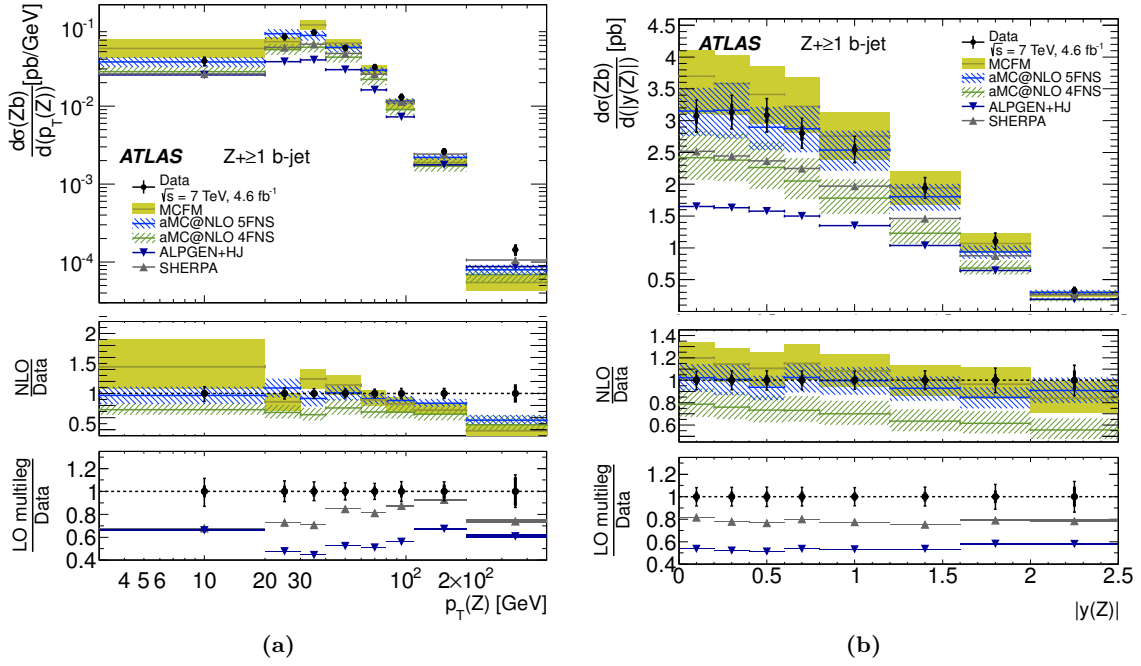 dσ(Zb)
d(p_T(Z))
[pb/GeV]
10⁻¹
10⁻²
10⁻³
10⁻⁴
ATLAS Z+≥1 b-jet
Data
√s = 7 TeV, 4.6 fb⁻¹
MCFM
aMC@NLO 5FNS
aMC@NLO 4FNS
ALPGEN+HJ
SHERPA
NLO
Data
2
1.5
1
0.5
LO multileg
Data
1.2
1
0.8
0.6
0.4
4 5 6 10 20 30 10² 2×10²
p_T(Z) [GeV]
(a)
dσ(Zb)
d(|y(Z)|)
[pb]
4.5
4
3.5
3
2.5
2
1.5
1
0.5
ATLAS Z+≥1 b-jet
Data
√s = 7 TeV, 4.6 fb⁻¹
MCFM
aMC@NLO 5FNS
aMC@NLO 4FNS
ALPGEN+HJ
SHERPA
NLO
Data
1.4
1.2
1
0.8
0.6
LO multileg
Data
1.2
1
0.8
0.6
0.4
0 0.5 1 1.5 2 2.5
|y(Z)|
(b)